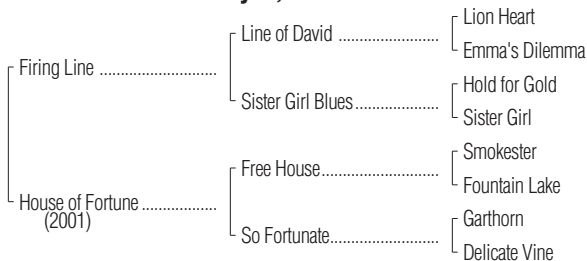 Lion Heart
Line of David ........................
Emma's Dilemma
Firing Line ............................
Hold for Gold
Sister Girl Blues.....................
Sister Girl
Smokester
Free House............................
Fountain Lake
House of Fortune ..................
(2001)
Garthorn
So Fortunate..........................
Delicate Vine